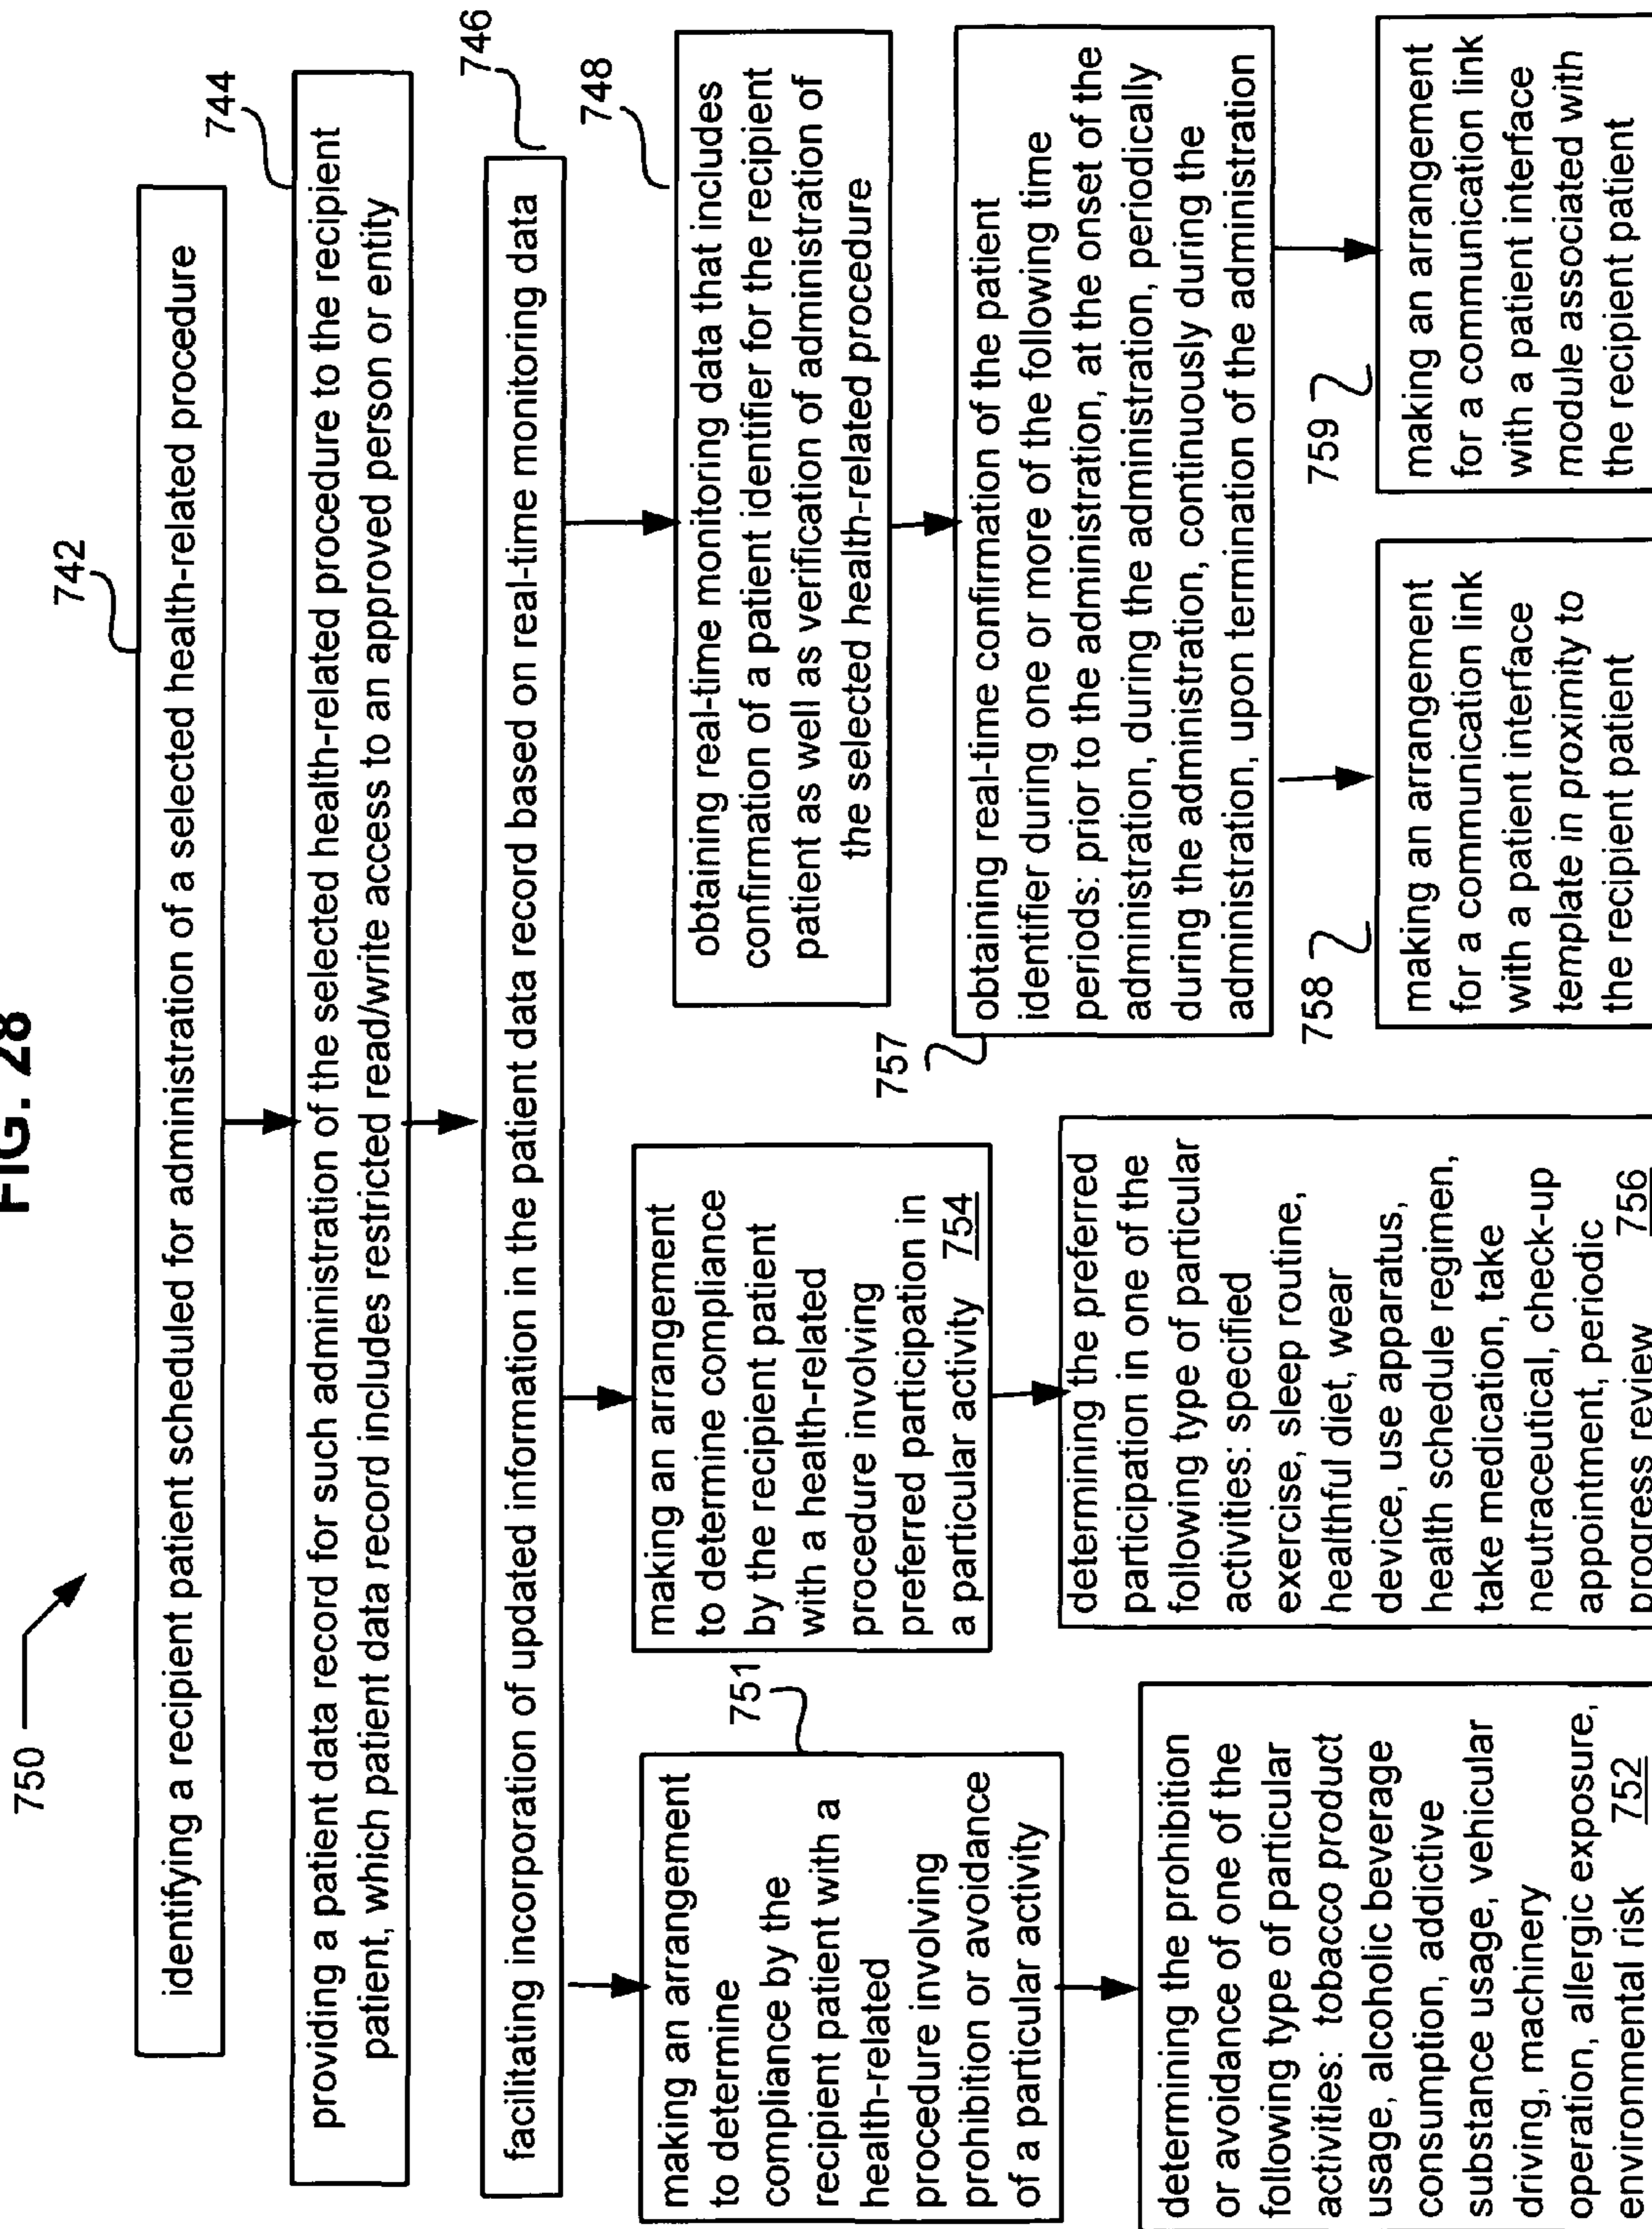 FIG. 28
750
742
identifying a recipient patient scheduled for administration of a selected health-related procedure
744
providing a patient data record for such administration of the selected health-related procedure to the recipient
patient, which patient data record includes restricted read/write access to an approved person or entity
746
facilitating incorporation of updated information in the patient data record based on real-time monitoring data
751
making an arrangement
to determine
compliance by the
recipient patient with a
health-related
procedure involving
prohibition or avoidance
of a particular activity
determining the prohibition
or avoidance of one of the
following type of particular
activities: tobacco product
usage, alcoholic beverage
consumption, addictive
substance usage, vehicular
driving, machinery
operation, allergic exposure,
environmental risk 752
making an arrangement
to determine compliance
by the recipient patient
with a health-related
procedure involving
preferred participation in
a particular activity 754
determining the preferred
participation in one of the
following type of particular
activities: specified
exercise, sleep routine,
healthful diet, wear
device, use apparatus,
health schedule regimen,
take medication, take
neutraceutical, check-up
appointment, periodic
progress review 756
748
obtaining real-time monitoring data that includes
confirmation of a patient identifier for the recipient
patient as well as verification of administration of
the selected health-related procedure
757
obtaining real-time confirmation of the patient
identifier during one or more of the following time
periods: prior to the administration, at the onset of the
administration, during the administration, periodically
during the administration, continuously during the
administration, upon termination of the administration
758
making an arrangement
for a communication link
with a patient interface
template in proximity to
the recipient patient
759
making an arrangement
for a communication link
with a patient interface
module associated with
the recipient patient